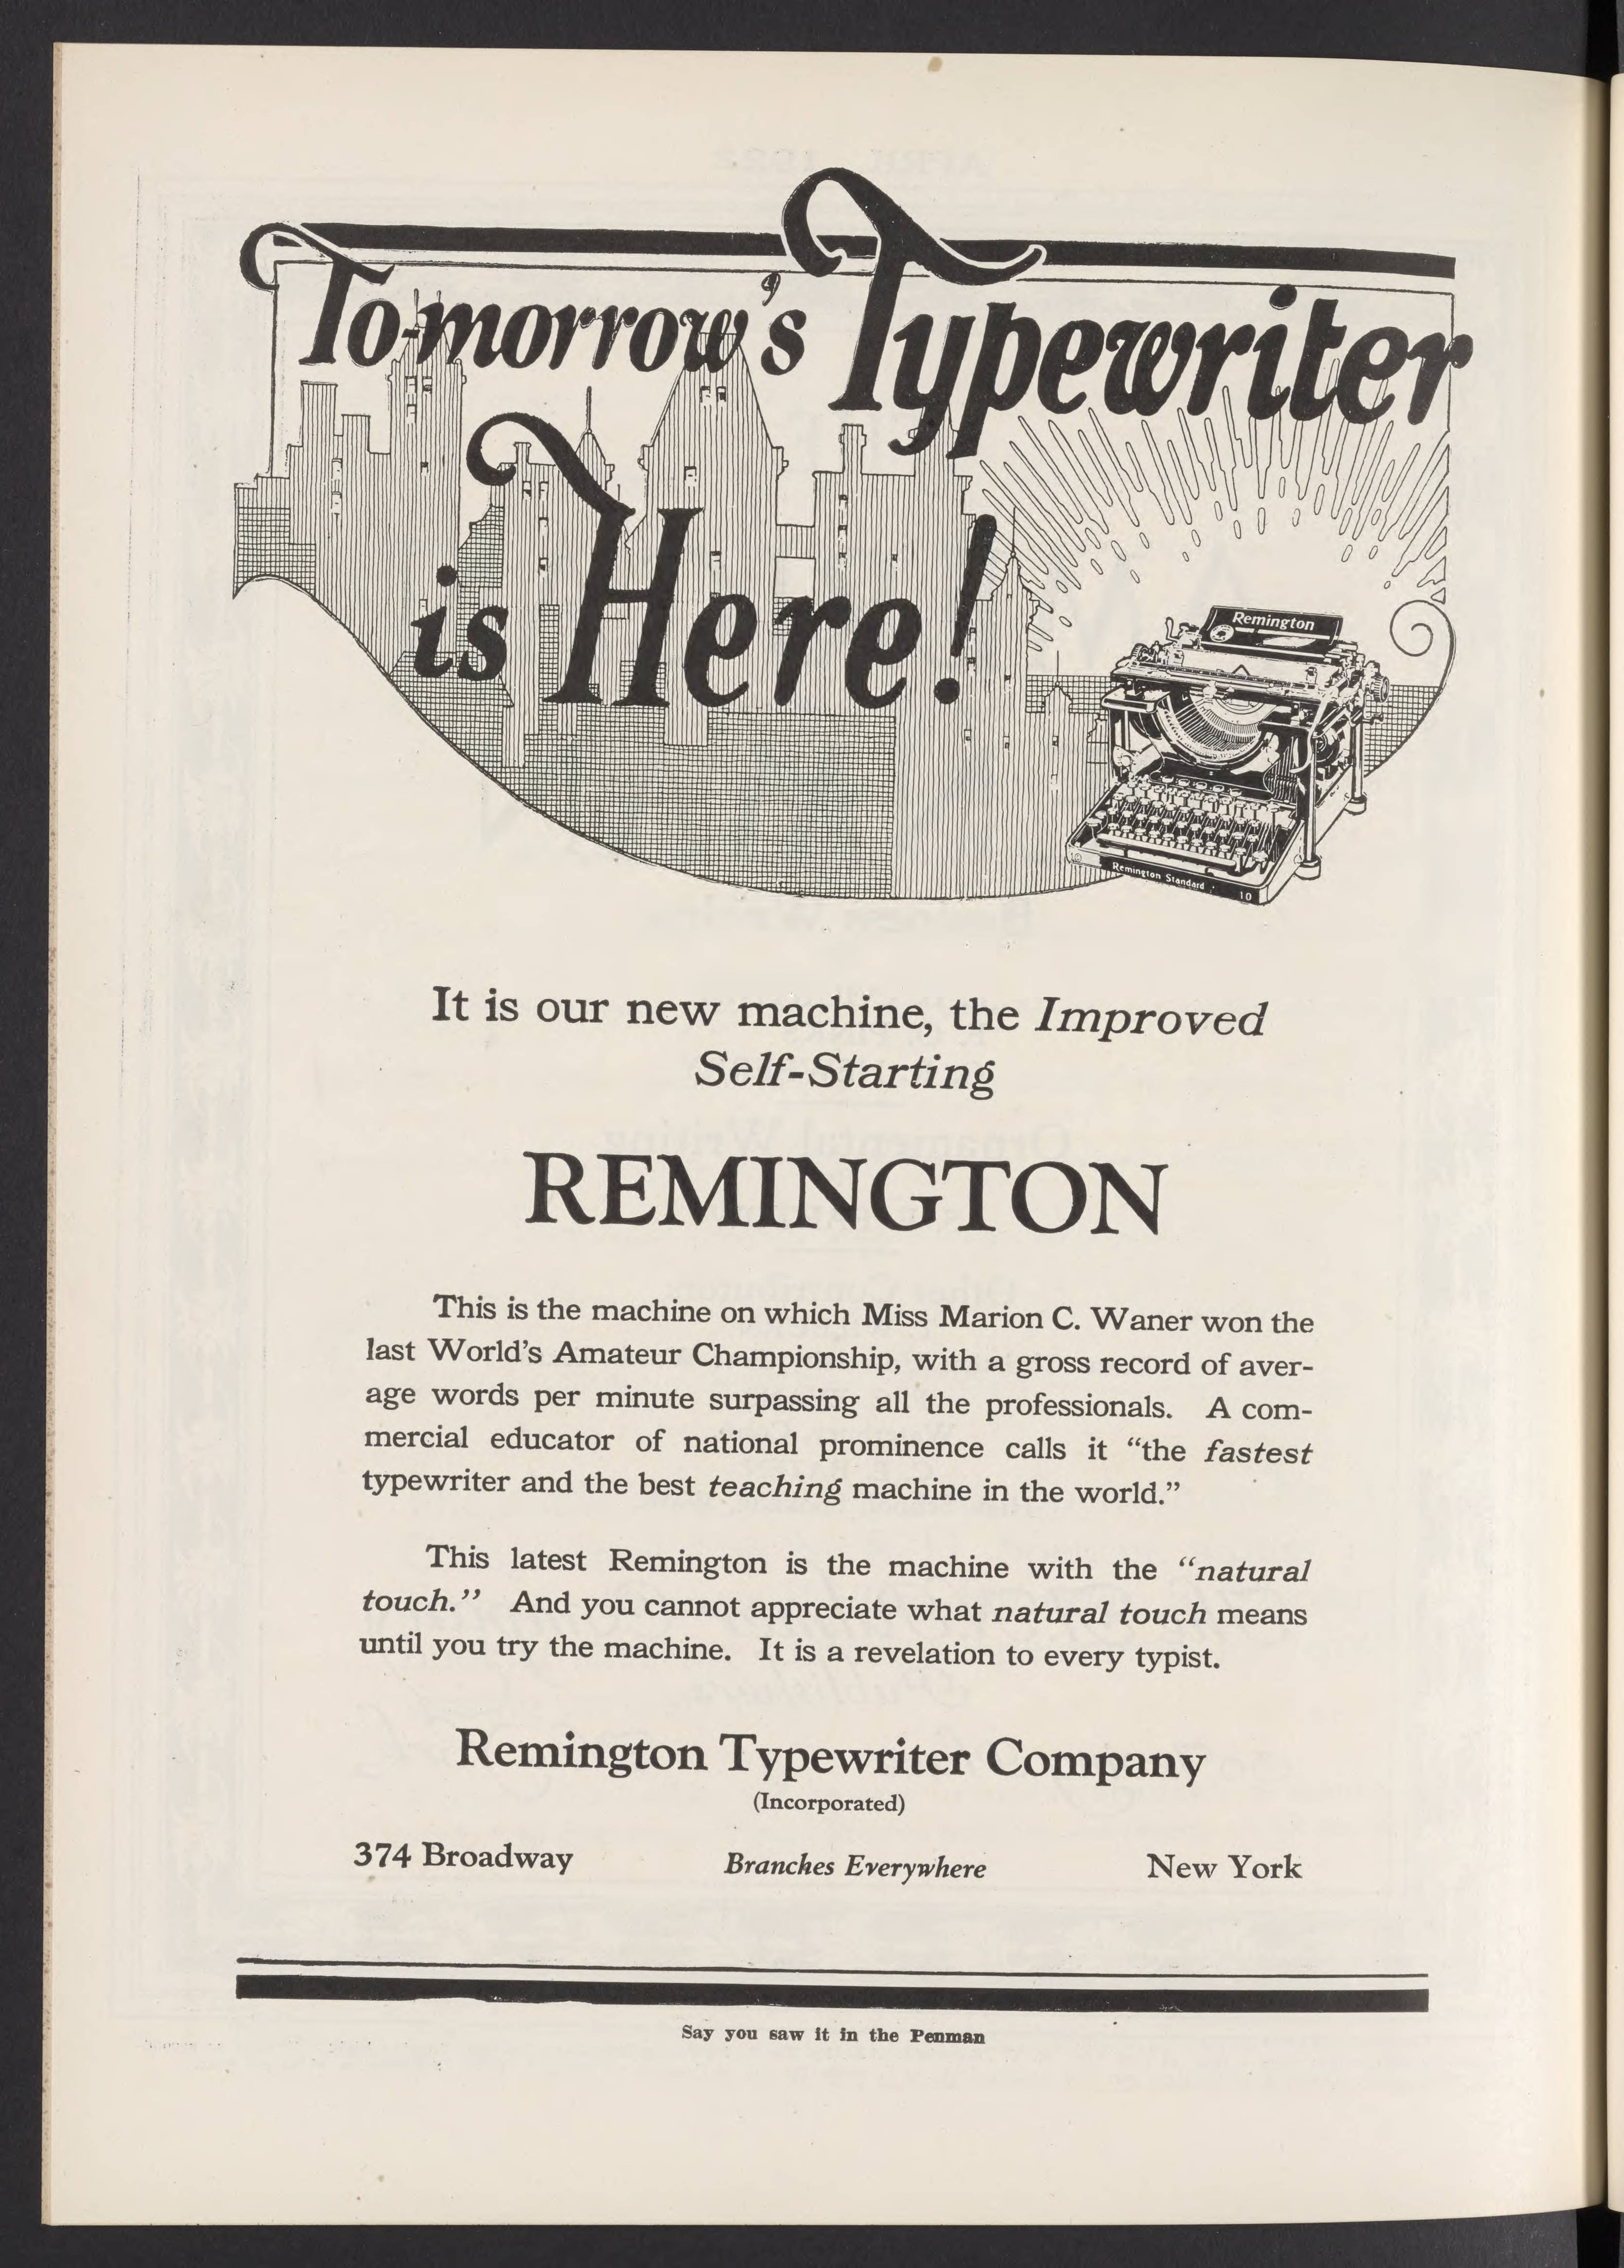 To-morrow's Typewriter
is Here!
Remington
Remington Standard 10
It is our new machine, the Improved
Self-Starting
REMINGTON
This is the machine on which Miss Marion C. Waner won the
last World's Amateur Championship, with a gross record of aver-
age words per minute surpassing all the professionals. A com-
mercial educator of national prominence calls it “the fastest
typewriter and the best teaching machine in the world.”
This latest Remington is the machine with the “natural
touch.” And you cannot appreciate what natural touch means
until you try the machine. It is a revelation to every typist.
Remington Typewriter Company
(Incorporated)
374 Broadway Branches Everywhere New York
Say you saw it in the Penman